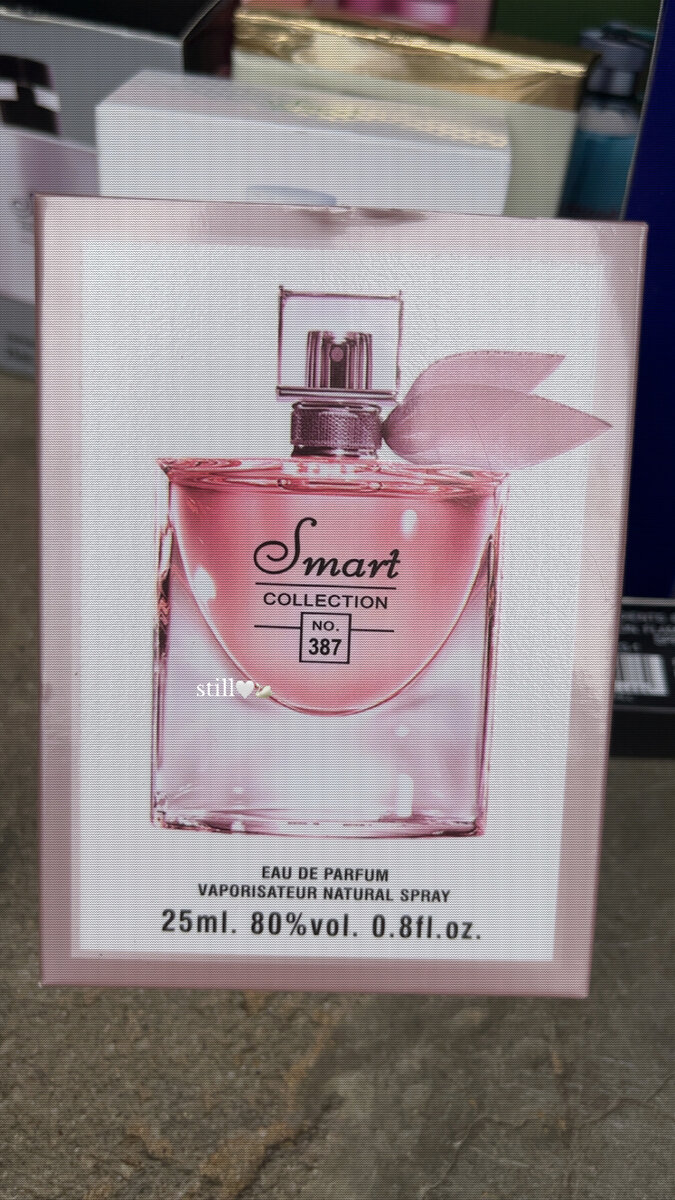 Smart
COLLECTION
NO.
387
still🤍🕊️
EAU DE PARFUM
VAPORISATEUR NATURAL SPRAY
25ml. 80%vol. 0.8fl.oz.